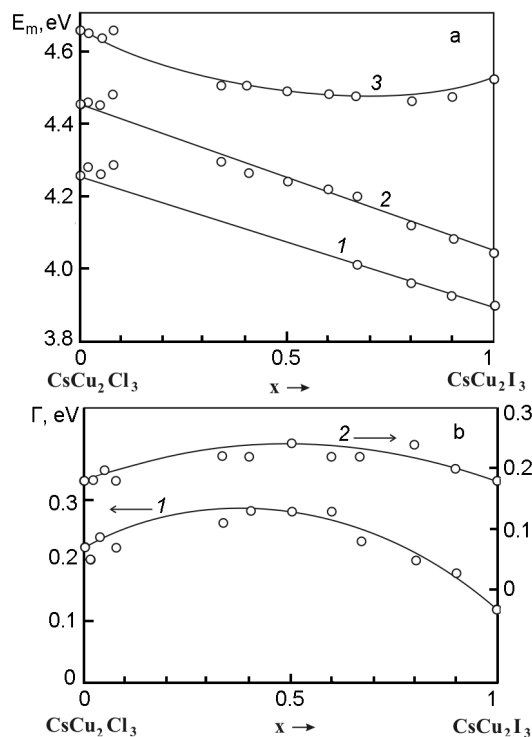 E_m, eV
a
4.6
4.4
4.2
4.0
3.8
3
2
1
0
0.5
1
CsCu₂Cl₃
x →
CsCu₂I₃
Γ, eV
b
0.3
0.2
0.1
0
2
1
0.3
0.2
0.1
0
0
0.5
1
CsCu₂Cl₃
x →
CsCu₂I₃